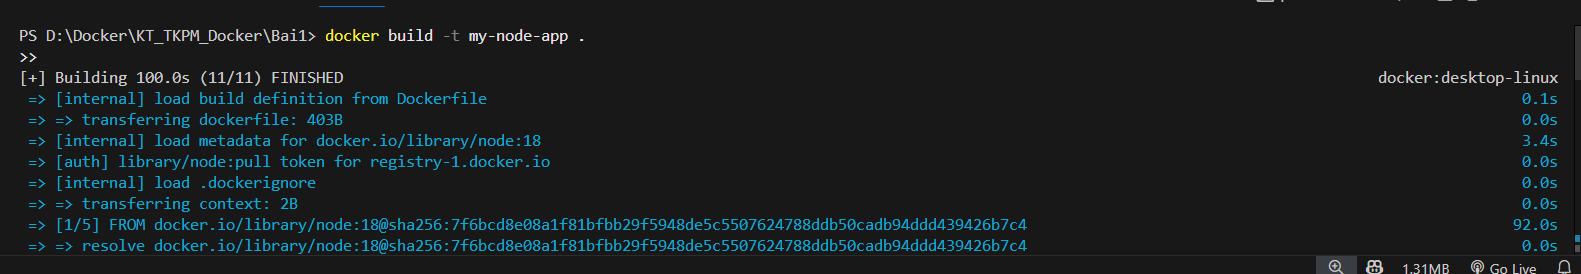 PS D:\Docker\KT_TKPM_Docker\Bai1> docker build -t my-node-app .
>>
[+] Building 100.0s (11/11) FINISHED docker:desktop-linux
=> [internal] load build definition from Dockerfile 0.1s
=> => transferring dockerfile: 403B 0.0s
=> [internal] load metadata for docker.io/library/node:18 3.4s
=> [auth] library/node:pull token for registry-1.docker.io 0.0s
=> [internal] load .dockerignore 0.0s
=> => transferring context: 2B 0.0s
=> [1/5] FROM docker.io/library/node:18@sha256:7f6bcd8e08a1f81bfbb29f5948de5c5507624788ddb50cadb94ddd439426b7c4 92.0s
=> => resolve docker.io/library/node:18@sha256:7f6bcd8e08a1f81bfbb29f5948de5c5507624788ddb50cadb94ddd439426b7c4 0.0s
1.31MB Go Live